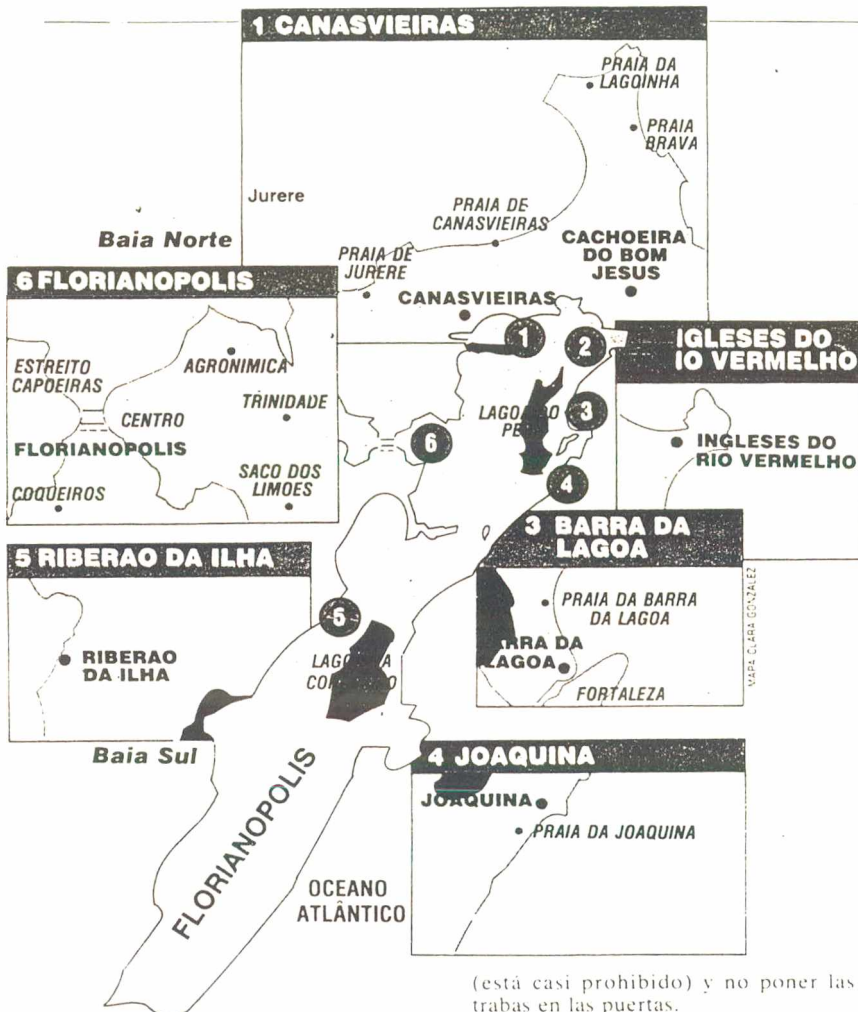 1 CANASVIEIRAS
PRAIA DA
LAGOINHA
PRAIA
BRAVA
Jurere
PRAIA DE
CANASVIEIRAS
Baia Norte
PRAIA DE
JURERE
CACHOEIRA
DO BOM
JESUS
CANASVIEIRAS
6 FLORIANOPOLIS
ESTREITO
CAPOEIRAS
AGRONIMICA
CENTRO
TRINIDADE
FLORIANOPOLIS
COQUEIROS
SACO DOS
LIMOES
1
2
3
4
5
6
IGLESES DO
IO VERMELHO
INGLESES DO
RIO VERMELHO
3 BARRA DA
LAGOA
PRAIA DA BARRA
DA LAGOA
LAGOA
FORTALEZA
MAPA CLARA GONZALEZ
5 RIBERAO DA ILHA
RIBERAO
DA ILHA
Baia Sul
4 JOAQUINA
JOAQUINA
PRAIA DA JOAQUINA
FLORIANOPOLIS
OCEANO
ATLÂNTICO
(está casi prohibido) y no poner las
trabas en las puertas.